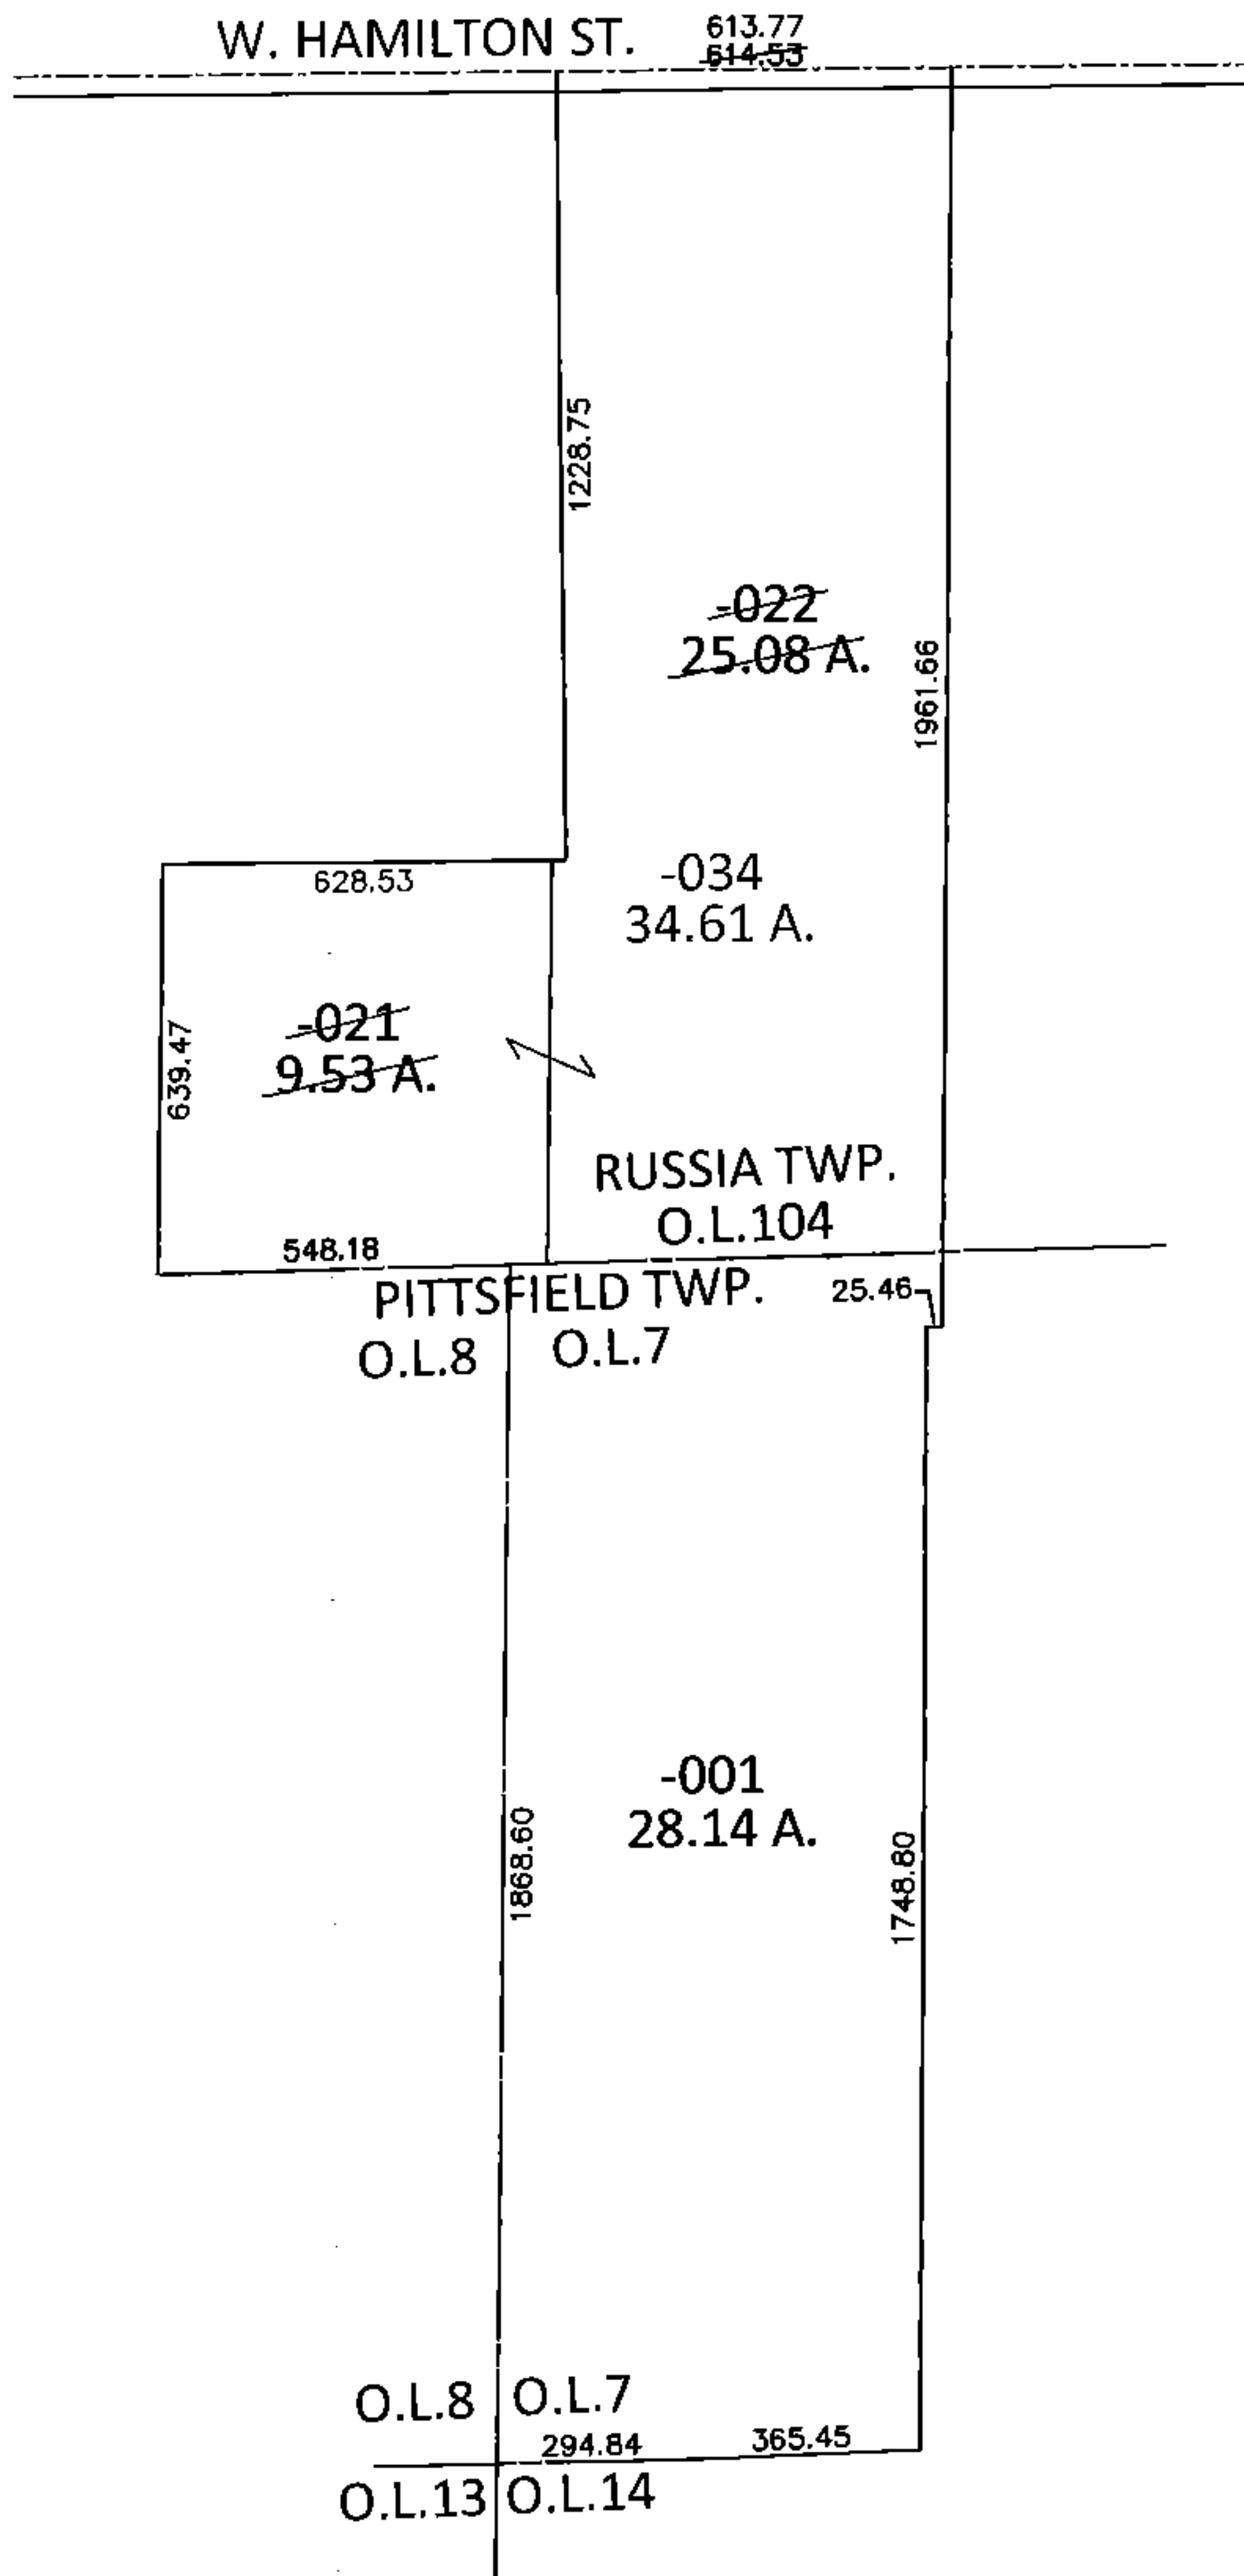 W. HAMILTON ST.
613.77
614.53
1228.75
-022
25.08 A.
1961.66
628.53
-034
34.61 A.
-021
9.53 A.
639.47
RUSSIA TWP.
O.L.104
548.18
PITTSFIELD TWP.
25.46
O.L.8
O.L.7
-001
28.14 A.
1868.60
1748.80
O.L.8
O.L.7
294.84
365.45
O.L.13
O.L.14